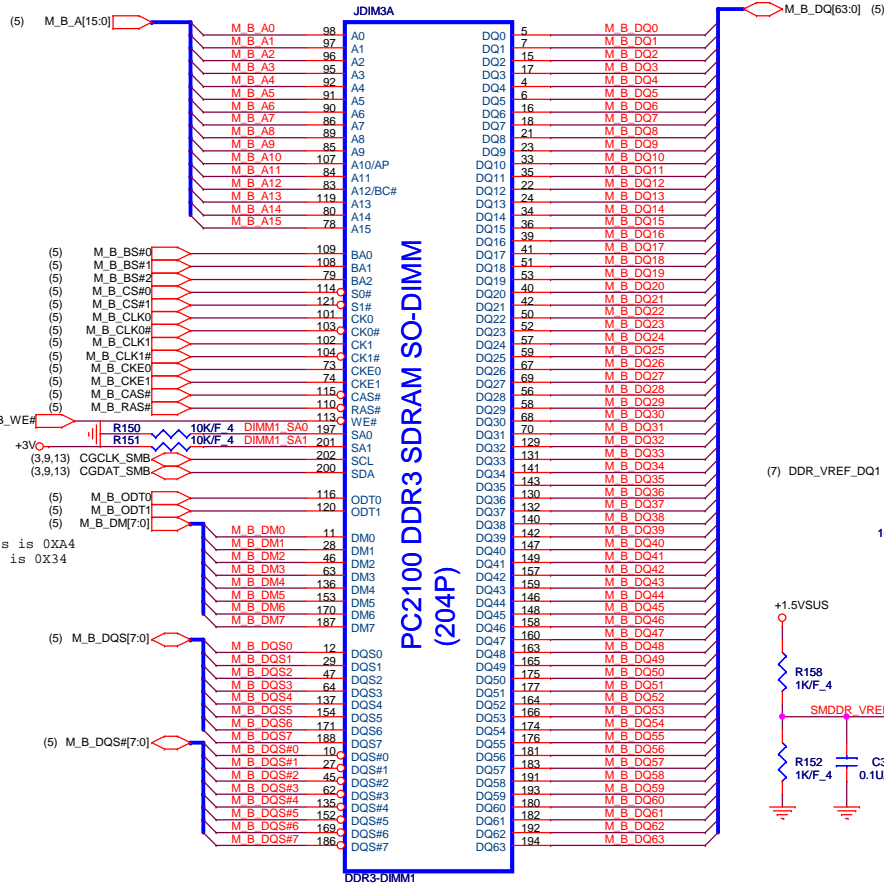 JDIM3A
(5) M_B_A[15:0]
M_B_DQ[63:0] (5)
M_B_A0 98 A0 DQ0 5 M_B_DQ0
M_B_A1 97 A1 DQ1 7 M_B_DQ1
M_B_A2 96 A2 DQ2 15 M_B_DQ2
M_B_A3 95 A3 DQ3 17 M_B_DQ3
M_B_A4 92 A4 DQ4 4 M_B_DQ4
M_B_A5 91 A5 DQ5 6 M_B_DQ5
M_B_A6 90 A6 DQ6 16 M_B_DQ6
M_B_A7 86 A7 DQ7 18 M_B_DQ7
M_B_A8 89 A8 DQ8 21 M_B_DQ8
M_B_A9 85 A9 DQ9 23 M_B_DQ9
M_B_A10 107 A10/AP DQ10 33 M_B_DQ10
M_B_A11 84 A11 DQ11 35 M_B_DQ11
M_B_A12 83 A12/BC# DQ12 22 M_B_DQ12
M_B_A13 119 A13 DQ13 24 M_B_DQ13
M_B_A14 80 A14 DQ14 34 M_B_DQ14
M_B_A15 78 A15 DQ15 36 M_B_DQ15
DQ16 39 M_B_DQ16
(5) M_B_BS#0 109 BA0 DQ17 41 M_B_DQ17
(5) M_B_BS#1 108 BA1 DQ18 51 M_B_DQ18
(5) M_B_BS#2 79 BA2 DQ19 53 M_B_DQ19
(5) M_B_CS#0 114 S0# DQ20 40 M_B_DQ20
(5) M_B_CS#1 121 S1# DQ21 42 M_B_DQ21
(5) M_B_CLK0 101 CK0 DQ22 50 M_B_DQ22
(5) M_B_CLK0# 103 CK0# DQ23 52 M_B_DQ23
(5) M_B_CLK1 102 CK1 DQ24 57 M_B_DQ24
(5) M_B_CLK1# 104 CK1# DQ25 59 M_B_DQ25
(5) M_B_CKE0 73 CKE0 DQ26 67 M_B_DQ26
(5) M_B_CKE1 74 CKE1 DQ27 69 M_B_DQ27
(5) M_B_CAS# 115 CAS# DQ28 56 M_B_DQ28
(5) M_B_RAS# 110 RAS# DQ29 58 M_B_DQ29
B_WE# 113 WE# DQ30 68 M_B_DQ30
R150 10K/F_4 DIMM1_SA0 197 SA0 DQ31 70 M_B_DQ31
+3V R151 10K/F_4 DIMM1_SA1 201 SA1 DQ32 129 M_B_DQ32
(3,9,13) CGCLK_SMB 202 SCL DQ33 131 M_B_DQ33
(3,9,13) CGDAT_SMB 200 SDA DQ34 141 M_B_DQ34
DQ35 143 M_B_DQ35
(5) M_B_ODT0 116 ODT0 DQ36 130 M_B_DQ36
(5) M_B_ODT1 120 ODT1 DQ37 132 M_B_DQ37
(5) M_B_DM[7:0] DQ38 140 M_B_DQ38
M_B_DM0 11 DM0 DQ39 142 M_B_DQ39
M_B_DM1 28 DM1 DQ40 147 M_B_DQ40
M_B_DM2 46 DM2 DQ41 149 M_B_DQ41
M_B_DM3 63 DM3 DQ42 157 M_B_DQ42
M_B_DM4 136 DM4 DQ43 159 M_B_DQ43
M_B_DM5 153 DM5 DQ44 146 M_B_DQ44
M_B_DM6 170 DM6 DQ45 148 M_B_DQ45
M_B_DM7 187 DM7 DQ46 158 M_B_DQ46
DQ47 160 M_B_DQ47
(5) M_B_DQS[7:0]
M_B_DQS0 12 DQS0 DQ48 163 M_B_DQ48
M_B_DQS1 29 DQS1 DQ49 165 M_B_DQ49
M_B_DQS2 47 DQS2 DQ50 175 M_B_DQ50
M_B_DQS3 64 DQS3 DQ51 177 M_B_DQ51
M_B_DQS4 137 DQS4 DQ52 164 M_B_DQ52
M_B_DQS5 154 DQS5 DQ53 166 M_B_DQ53
M_B_DQS6 171 DQS6 DQ54 174 M_B_DQ54
M_B_DQS7 188 DQS7 DQ55 176 M_B_DQ55
(5) M_B_DQS#[7:0]
M_B_DQS#0 10 DQS#0 DQ56 181 M_B_DQ56
M_B_DQS#1 27 DQS#1 DQ57 183 M_B_DQ57
M_B_DQS#2 45 DQS#2 DQ58 191 M_B_DQ58
M_B_DQS#3 62 DQS#3 DQ59 193 M_B_DQ59
M_B_DQS#4 135 DQS#4 DQ60 180 M_B_DQ60
M_B_DQS#5 152 DQS#5 DQ61 182 M_B_DQ61
M_B_DQS#6 169 DQS#6 DQ62 192 M_B_DQ62
M_B_DQS#7 186 DQS#7 DQ63 194 M_B_DQ63
PC2100 DDR3 SDRAM SO-DIMM
(204P)
DDR3-DIMM1
s is 0XA4
is 0X34
(7) DDR_VREF_DQ1
+1.5VSUS
R158
1K/F_4
SMDDR_VREF
R152
1K/F_4
0.1U